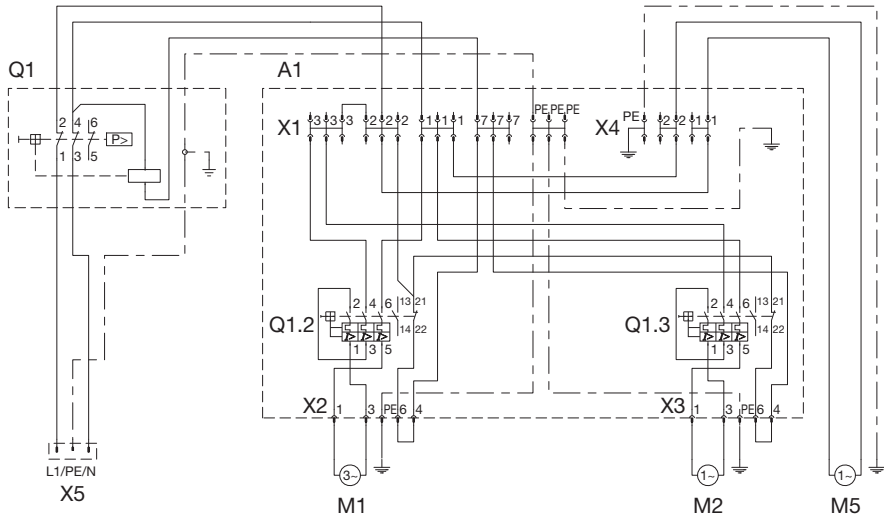 Q1
A1
2 4 6
P>
1 3 5
X1
3 3 3 2 2 2 1 1 1 7 7 7
PE PE PE
X4
PE
2 2 1 1
Q1.2
2 4 6 13 21
14 22
1 3 5
Q1.3
2 4 6 13 21
14 22
1 3 5
X2
1 3 PE 6 4
X3
1 3 PE 6 4
L1/PE/N
X5
3~
M1
1~
M2
1~
M5